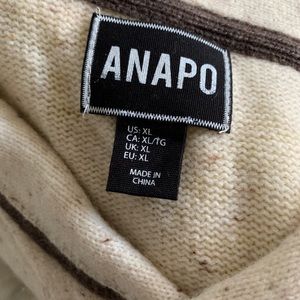 ANAPO
US: XL
CA: XL/TG
UK: XL
EU: XL
MADE IN
CHINA